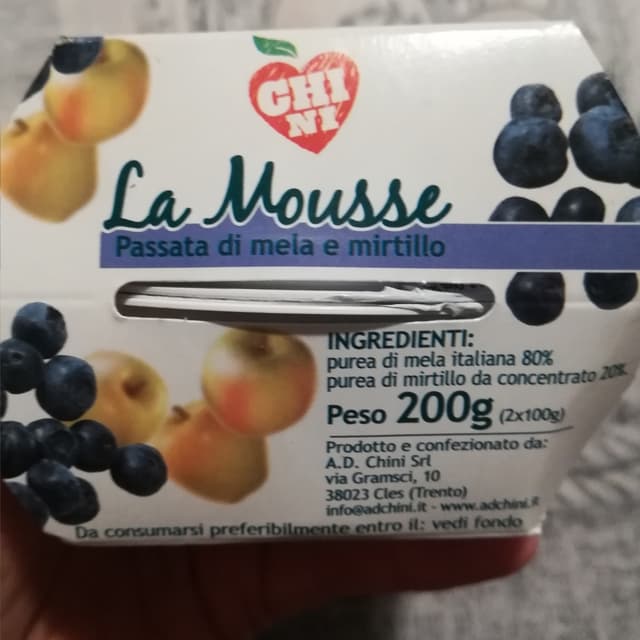 CHI
NI
La Mousse
Passata di mela e mirtillo
INGREDIENTI:
purea di mela italiana 80%
purea di mirtillo da concentrato 20%
Peso 200g (2x100g)
Prodotto e confezionato da:
A.D. Chini Srl
via Gramsci, 10
38023 Cles (Trento)
info@adchini.it - www.adchini.it
Da consumarsi preferibilmente entro il: vedi fondo